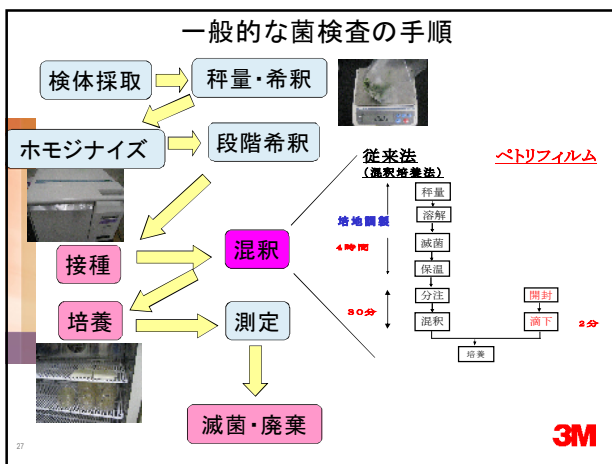 一般的な菌検査の手順
検体採取
秤量・希釈
ホモジナイズ
段階希釈
接種
混釈
培養
測定
滅菌・廃棄
従来法
(混釈培養法)
ペトリフィルム
秤量
溶解
滅菌
保温
分注
混釈
培地調製
4時間
30分
開封
滴下
2分
培養
27
3M